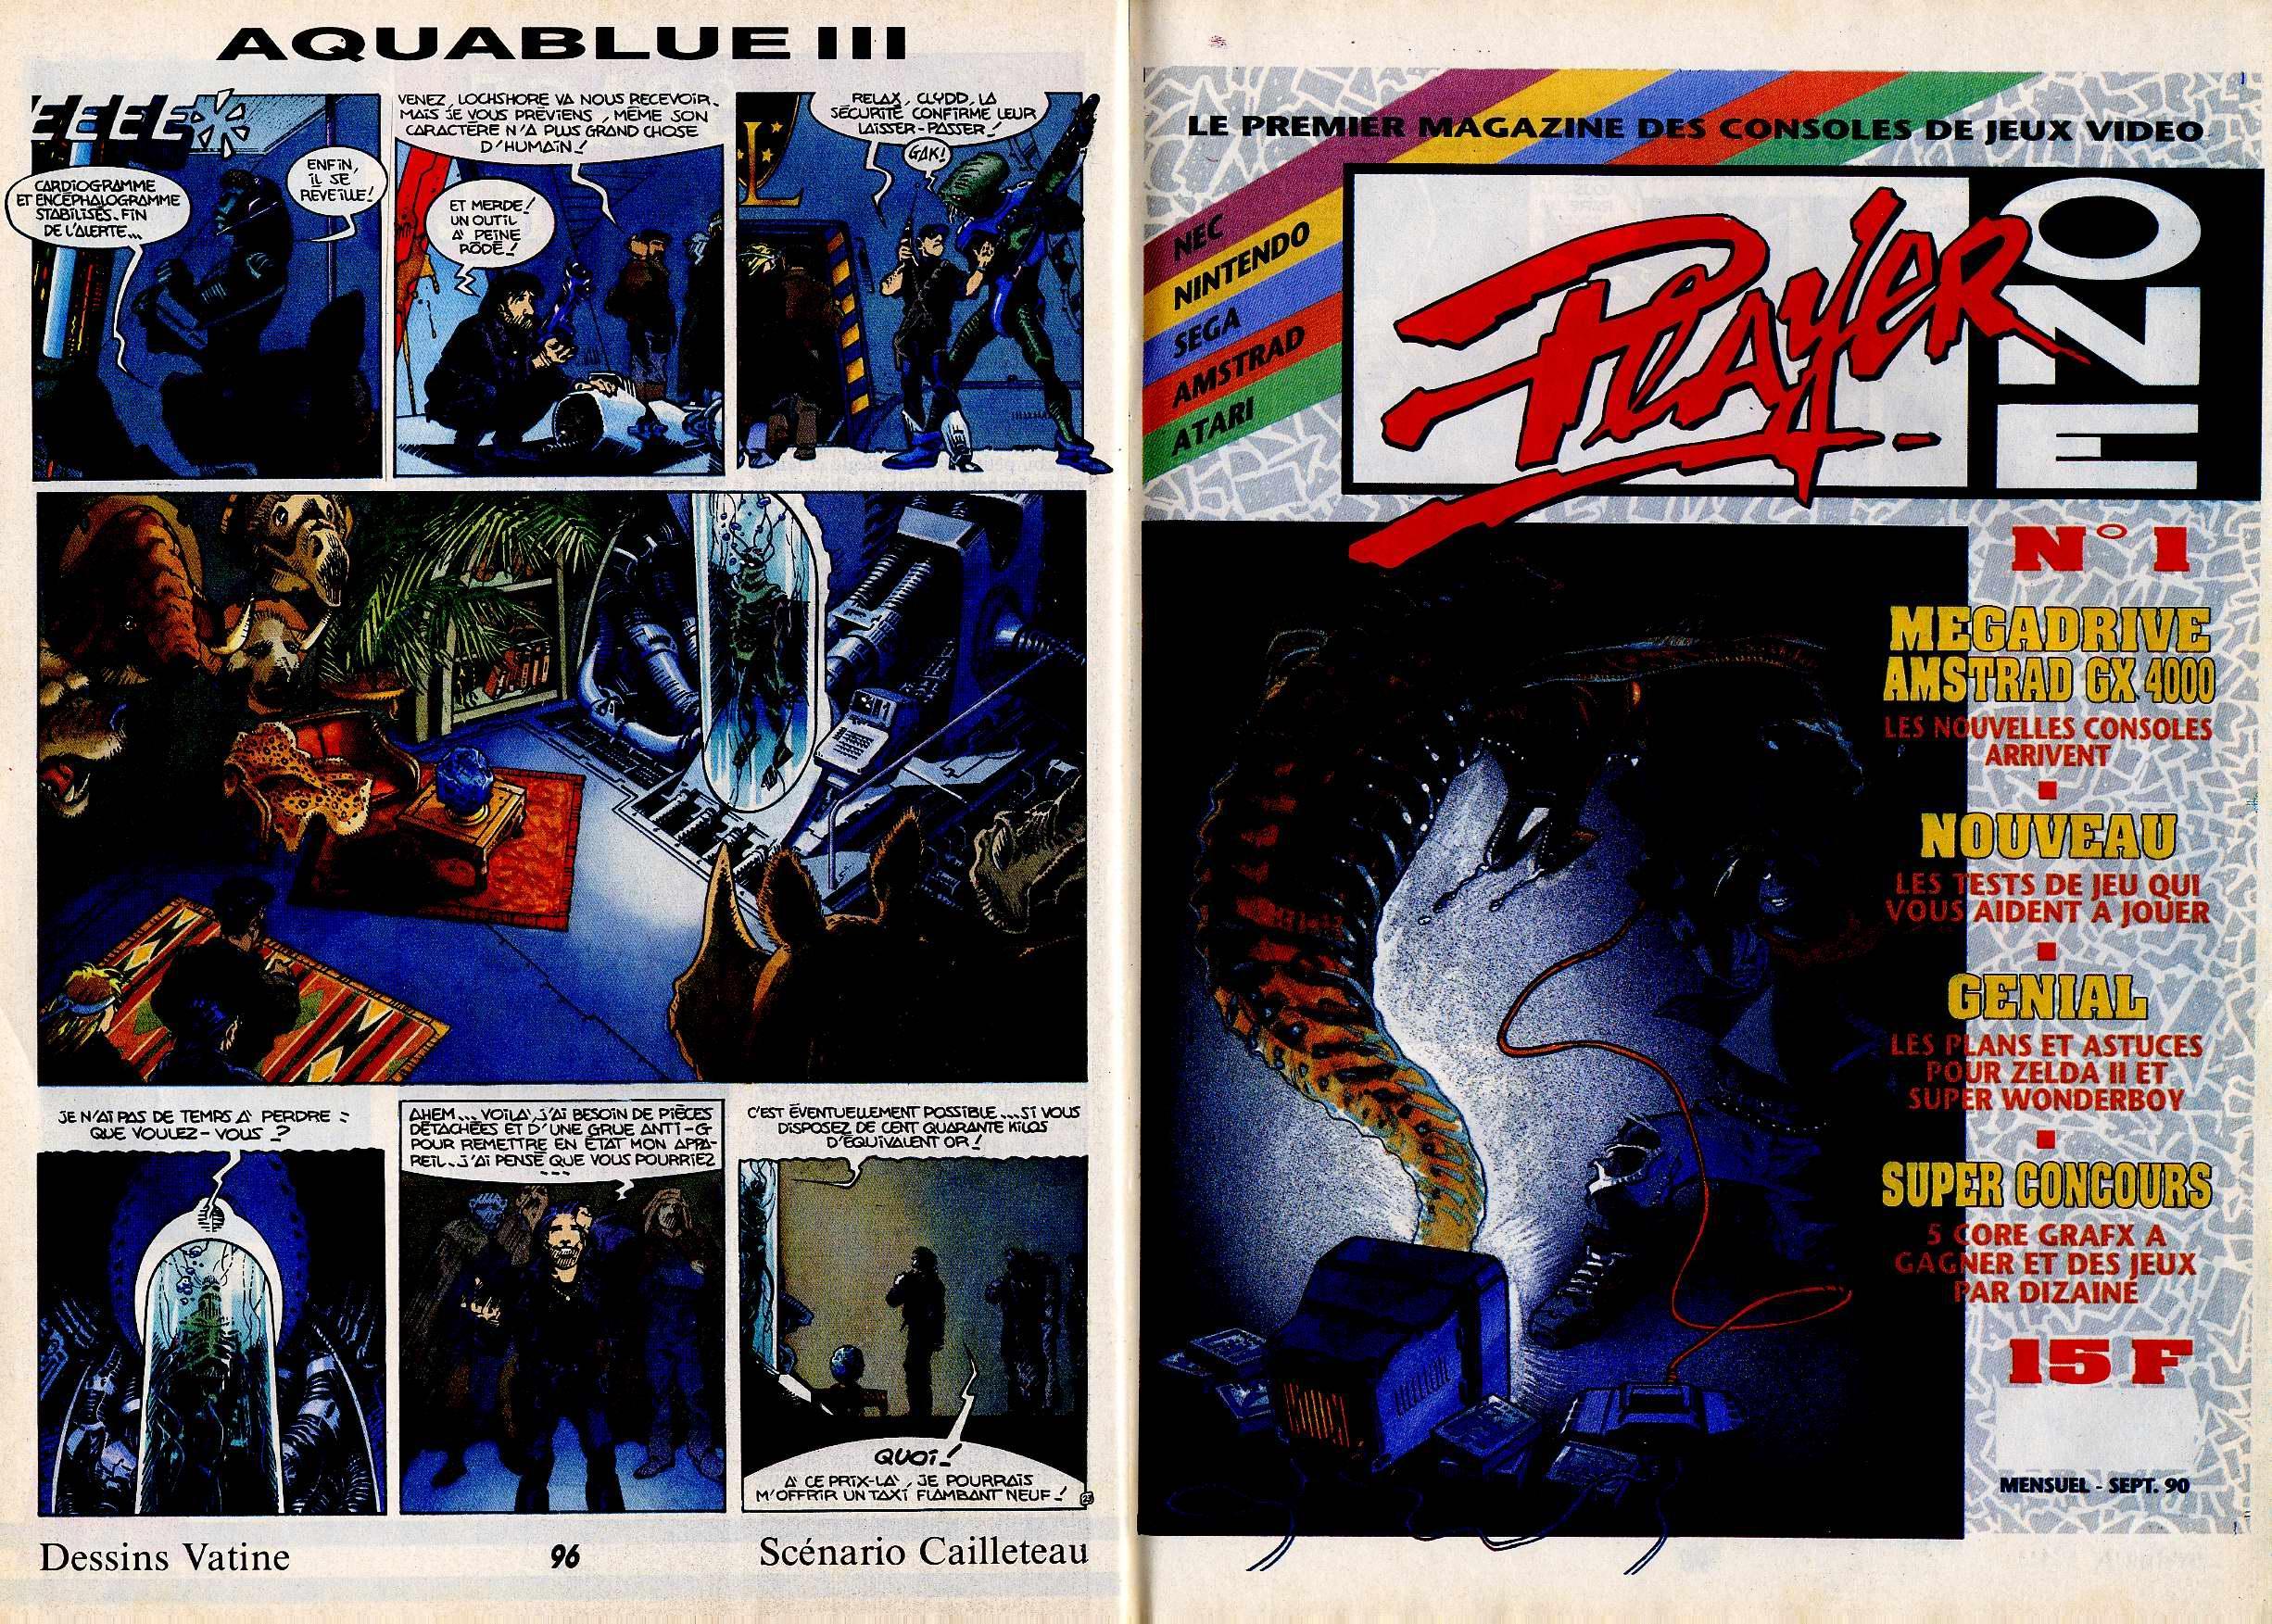 AQUABLUE III
EEEE
CARDIOGRAMME
ET ENCÉPHALOGRAMME
STABILISÉS. FIN
DE L'ALERTE...
ENFIN,
IL SE
RÉVEILLE!
VENEZ, LOCHSHORE VA NOUS RECEVOIR.
MAIS JE VOUS PRÉVIENS, MÊME SON
CARACTÈRE N'A PLUS GRAND CHOSE
D'HUMAIN!
ET MERDE!
UN OUTIL
À PEINE
RÔDÉ!
RELAX, CLYDD, LA
SÉCURITÉ CONFIRME LEUR
LAISSER-PASSER!
GAK!
L
JE N'AI PAS DE TEMPS À PERDRE :
QUE VOULEZ-VOUS ?
AHEM... VOILÀ, J'AI BESOIN DE PIÈCES
DÉTACHÉES ET D'UNE GRUE ANTI-G
POUR REMETTRE EN ÉTAT MON APPA-
REIL. J'AI PENSÉ QUE VOUS POURRIEZ
...
C'EST ÉVENTUELLEMENT POSSIBLE... SI VOUS
DISPOSEZ DE CENT QUARANTE KILOS
D'ÉQUIVALENT OR!
QUOI!
À CE PRIX-LÀ, JE POURRAIS
M'OFFRIR UN TAXI FLAMBANT NEUF!
23
Dessins Vatine
96
Scénario Cailleteau
LE PREMIER MAGAZINE DES CONSOLES DE JEUX VIDEO
NEC
NINTENDO
SEGA
AMSTRAD
ATARI
PLAYER
ONE
N° 1
MEGADRIVE
AMSTRAD GX 4000
LES NOUVELLES CONSOLES
ARRIVENT
NOUVEAU
LES TESTS DE JEU QUI
VOUS AIDENT A JOUER
GENIAL
LES PLANS ET ASTUCES
POUR ZELDA II ET
SUPER WONDERBOY
SUPER CONCOURS
5 CORE GRAFX A
GAGNER ET DES JEUX
PAR DIZAINE
15 F
MENSUEL - SEPT. 90